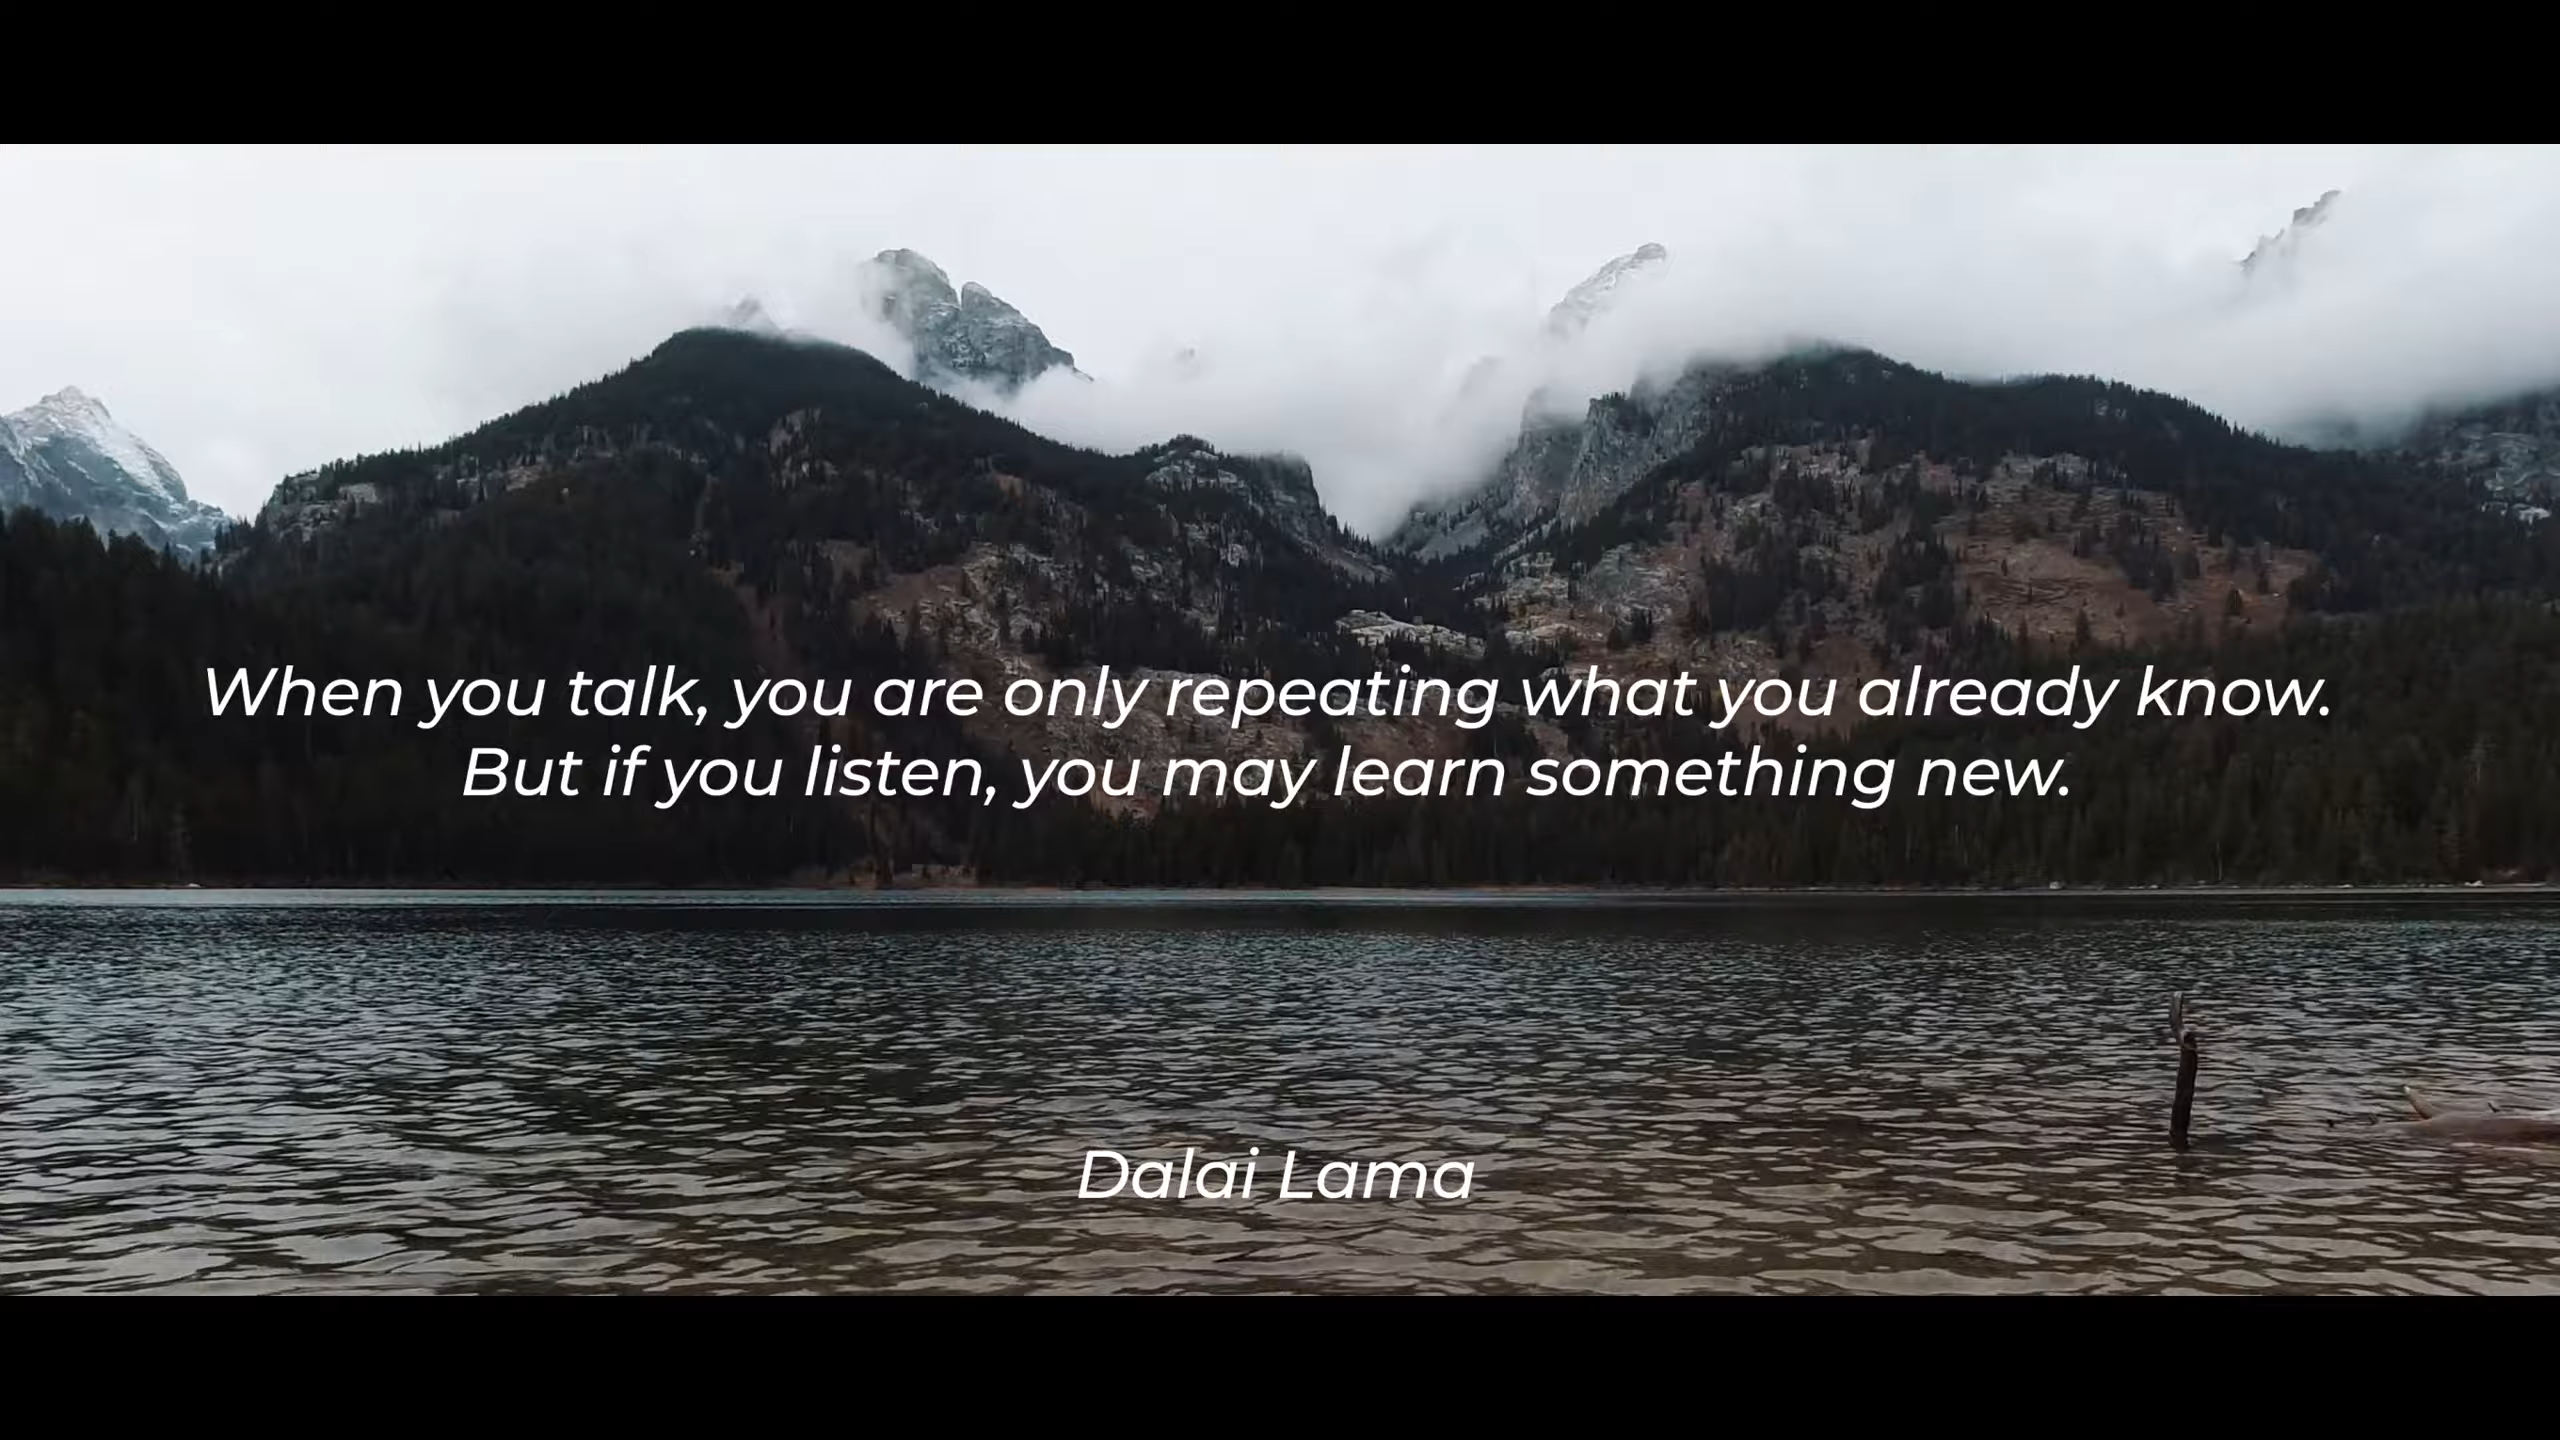 When you talk, you are only repeating what you already know.
But if you listen, you may learn something new.
Dalai Lama